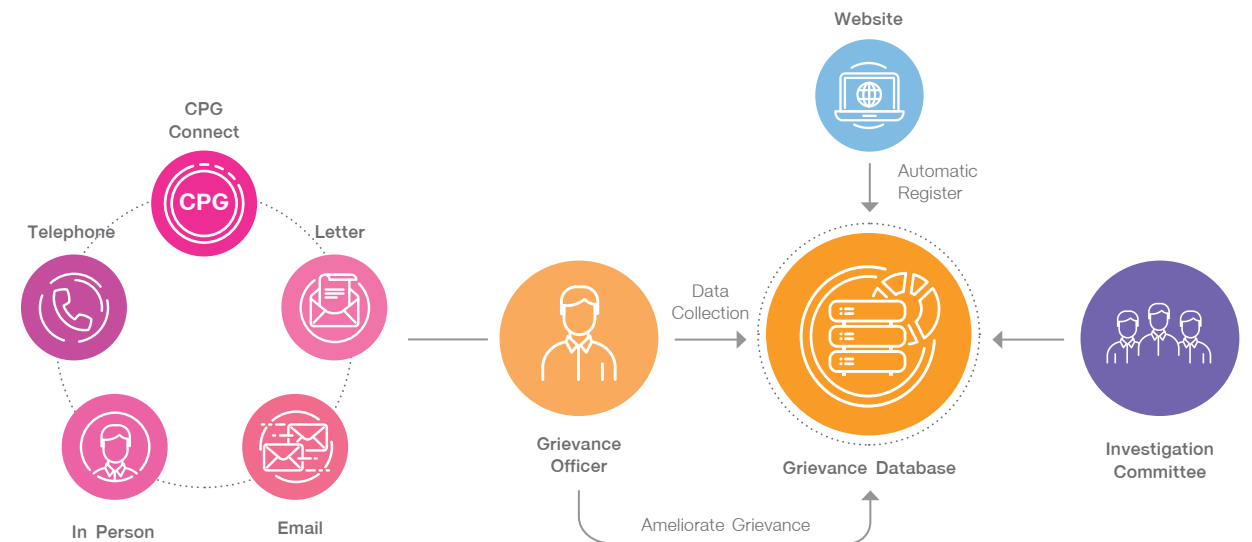 Website
CPG
Connect
Automatic
Register
CPG
Telephone
Letter
Data
Collection
Grievance
Officer
Grievance Database
Investigation
Committee
In Person
Email
Ameliorate Grievance